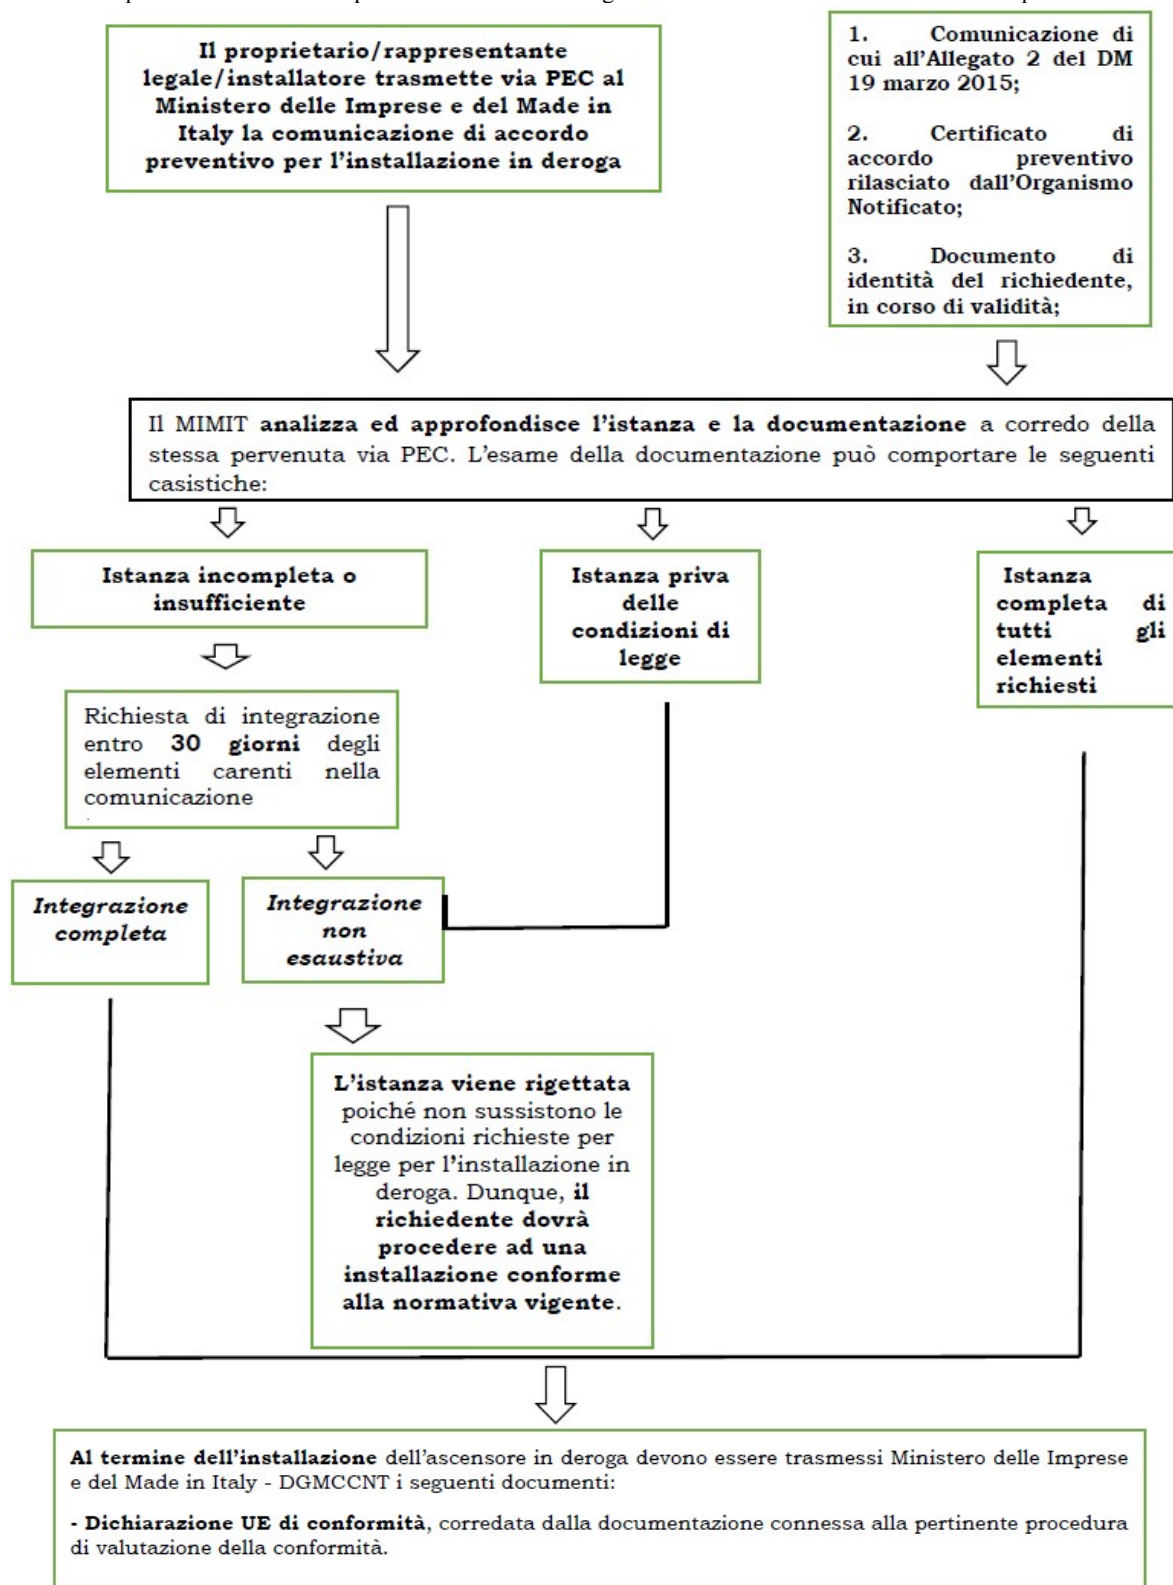 Il proprietario/rappresentante
legale/installatore trasmette via PEC al
Ministero delle Imprese e del Made in
Italy la comunicazione di accordo
preventivo per l'installazione in deroga
1. Comunicazione di
cui all'Allegato 2 del DM
19 marzo 2015;
2. Certificato di
accordo preventivo
rilasciato dall'Organismo
Notificato;
3. Documento di
identità del richiedente,
in corso di validità;
Il MIMIT analizza ed approfondisce l'istanza e la documentazione a corredo della
stessa pervenuta via PEC. L'esame della documentazione può comportare le seguenti
casistiche:
Istanza incompleta o
insufficiente
Istanza priva
delle
condizioni di
legge
Istanza
completa di
tutti gli
elementi
richiesti
Richiesta di integrazione
entro 30 giorni degli
elementi carenti nella
comunicazione
Integrazione
completa
Integrazione
non
esaustiva
L'istanza viene rigettata
poiché non sussistono le
condizioni richieste per
legge per l'installazione in
deroga. Dunque, il
richiedente dovrà
procedere ad una
installazione conforme
alla normativa vigente.
Al termine dell'installazione dell'ascensore in deroga devono essere trasmessi Ministero delle Imprese
e del Made in Italy - DGMCCNT i seguenti documenti:
- Dichiarazione UE di conformità, corredata dalla documentazione connessa alla pertinente procedura
di valutazione della conformità.